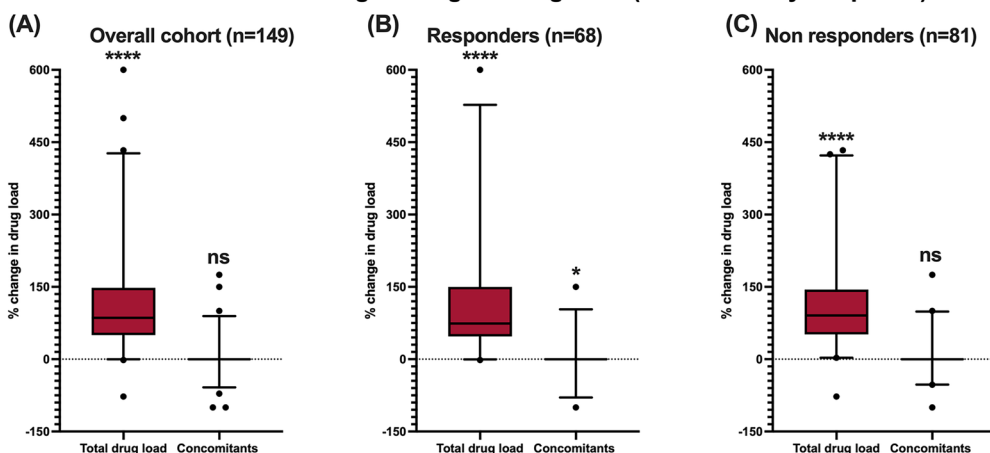 (A)
Overall cohort (n=149)
% change in drug load
600
450
300
150
0
-150
****
ns
Total drug load
Concomitants
(B)
Responders (n=68)
% change in drug load
600
450
300
150
0
-150
****
*
Total drug load
Concomitants
(C)
Non responders (n=81)
% change in drug load
600
450
300
150
0
-150
****
ns
Total drug load
Concomitants